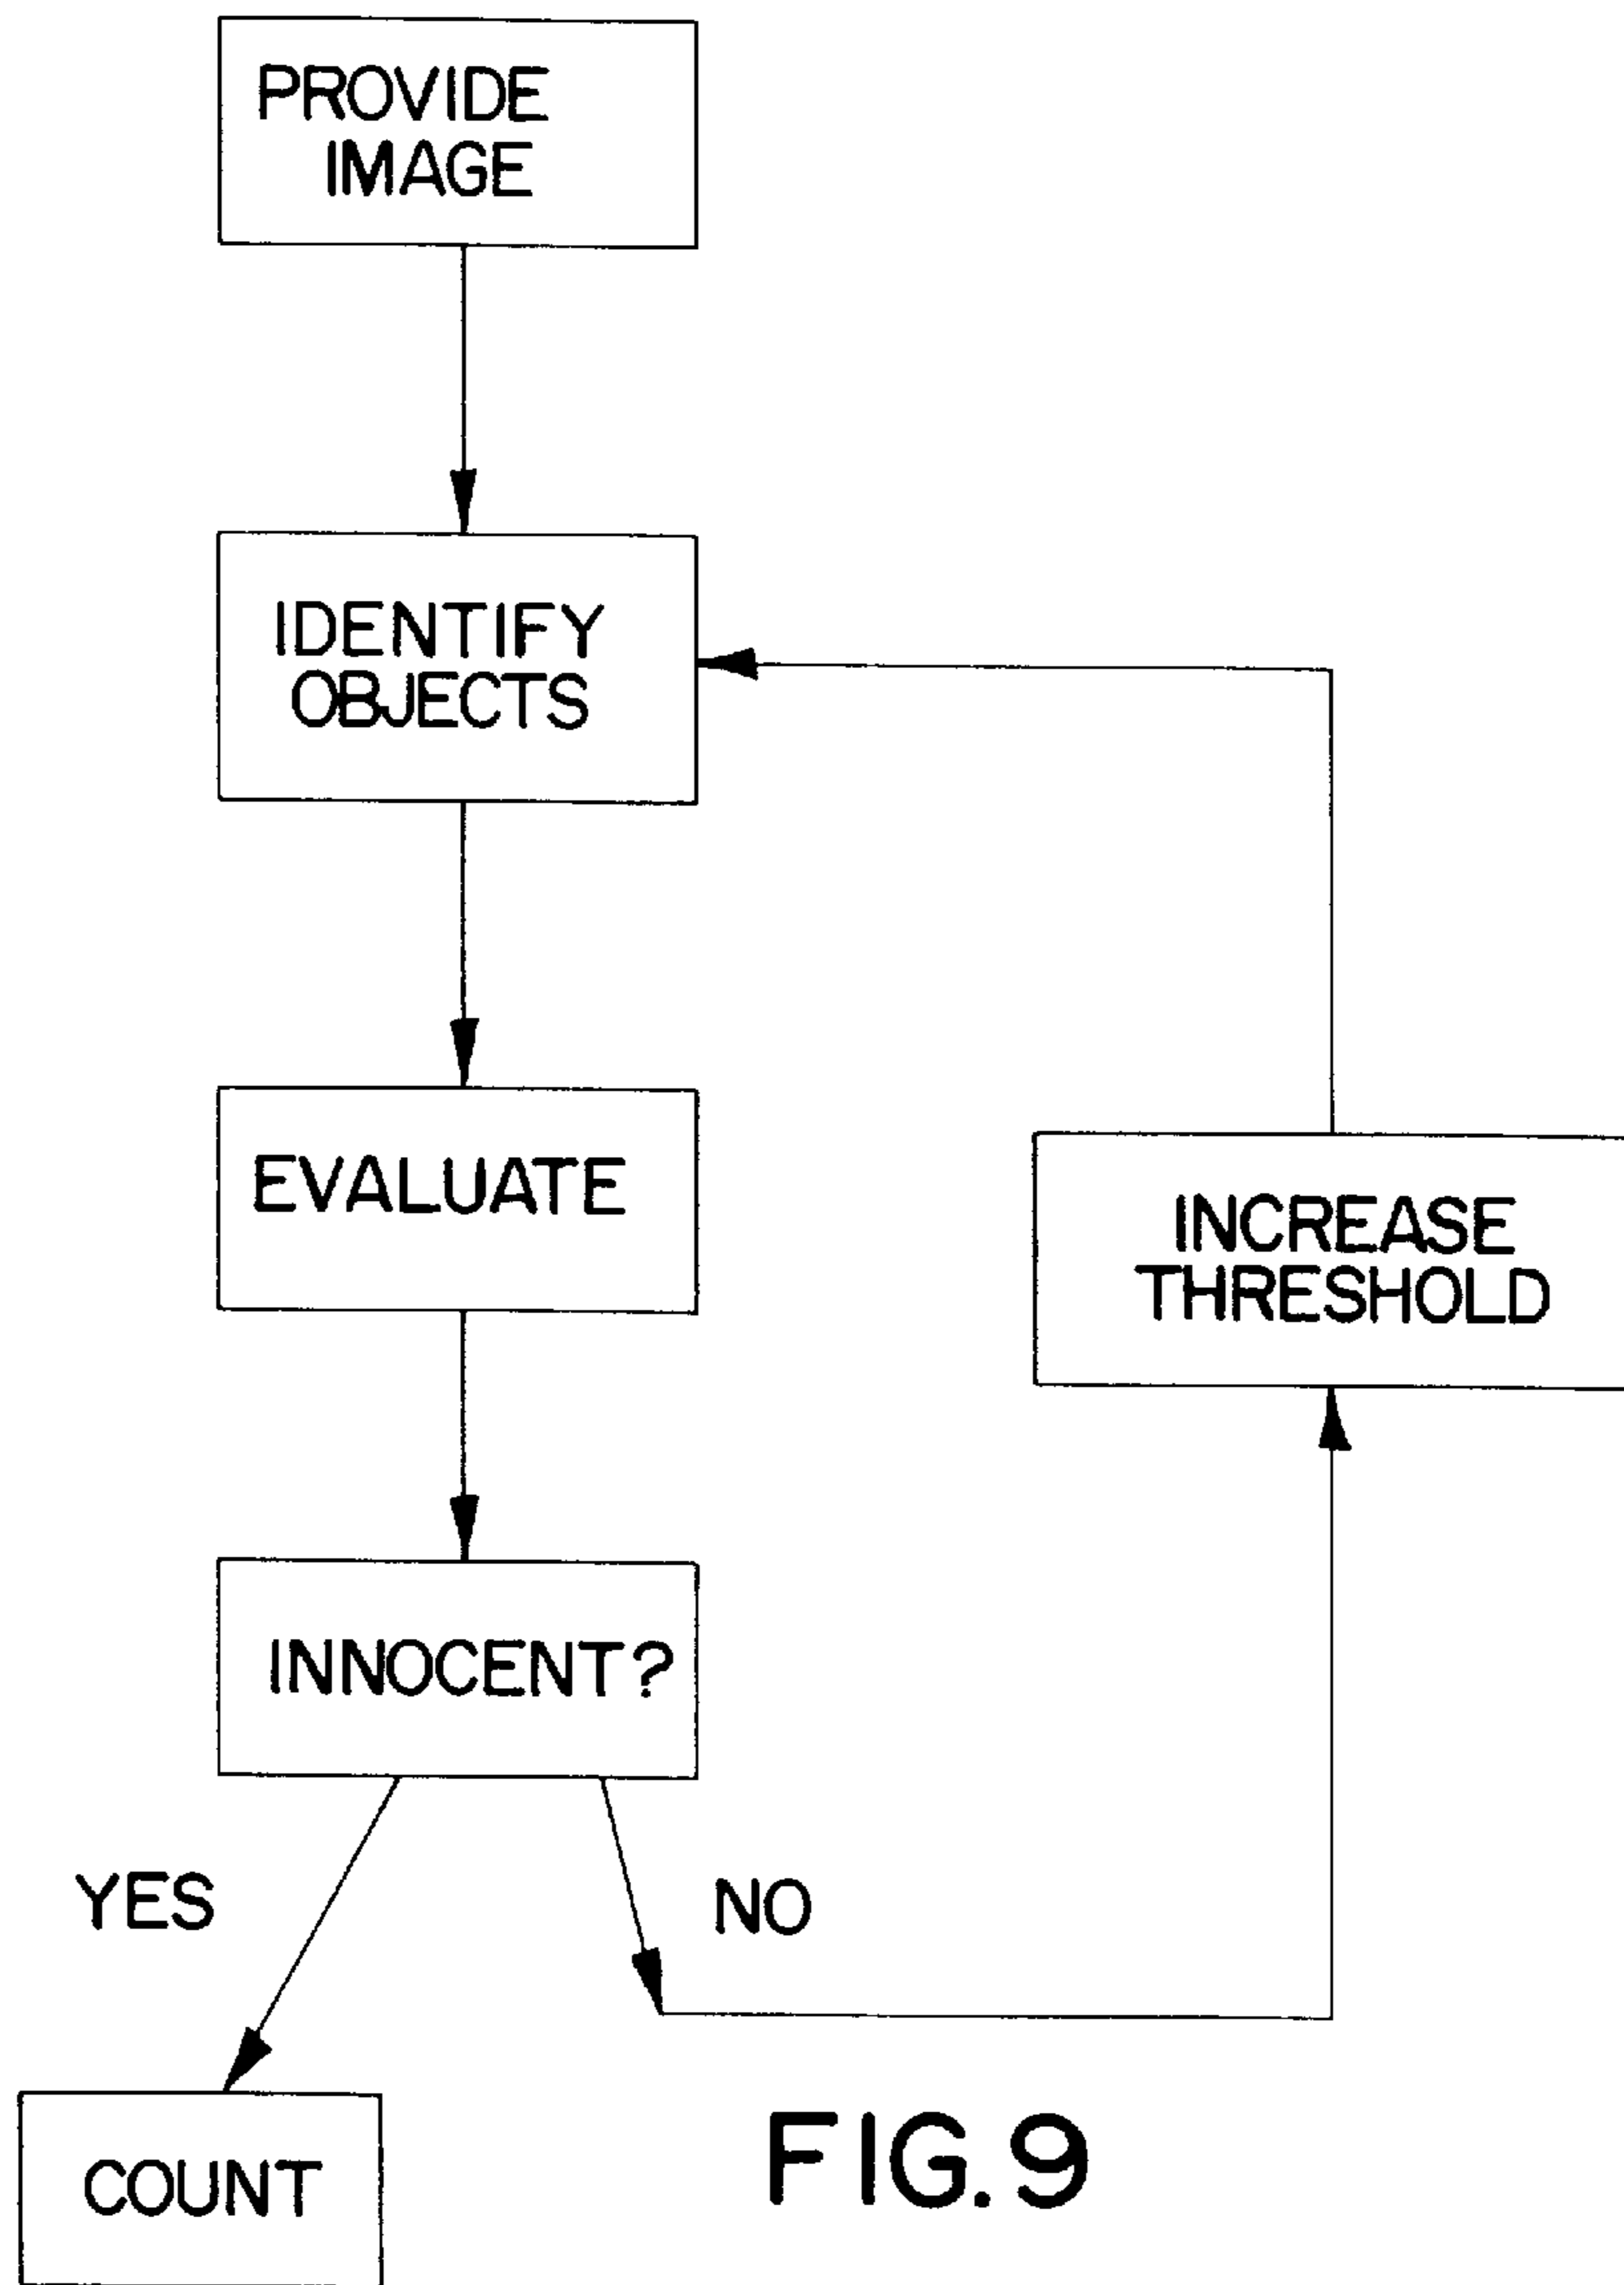 PROVIDE
IMAGE
IDENTIFY
OBJECTS
EVALUATE
INCREASE
THRESHOLD
INNOCENT?
YES
NO
COUNT
FIG.9